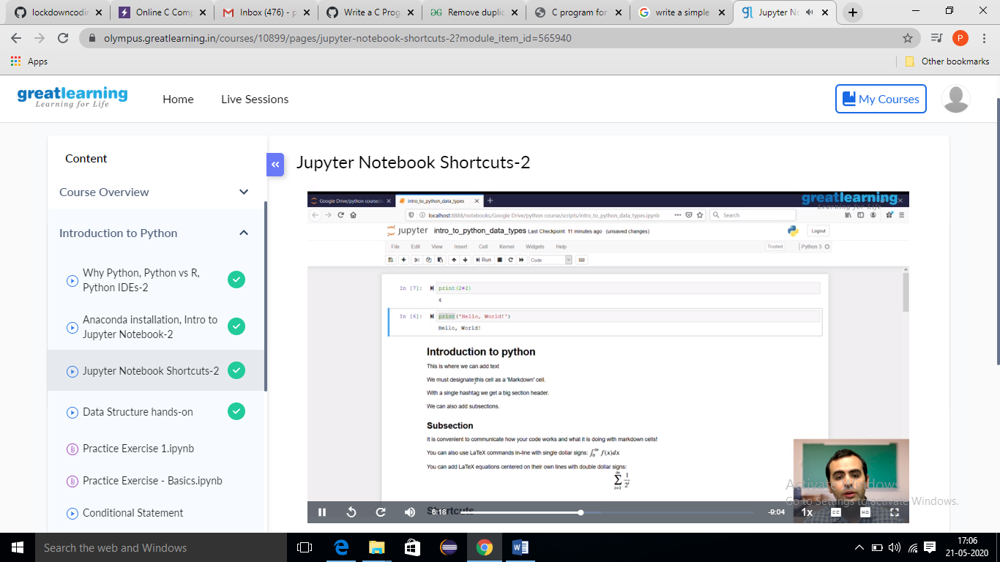 lockdowncodi
Online C Comp
Inbox (476) - p
Write a C Prog
Remove duplic
C program for
write a simple
Jupyter No
olympus.greatlearning.in/courses/10899/pages/jupyter-notebook-shortcuts-2?module_item_id=565940
P
Apps
Other bookmarks
greatlearning
Learning for Life
Home
Live Sessions
My Courses
Content
Course Overview
Introduction to Python
Why Python, Python vs R,
Python IDEs-2
Anaconda installation, Intro to
Jupyter Notebook-2
Jupyter Notebook Shortcuts-2
Data Structure hands-on
Practice Exercise 1.ipynb
Practice Exercise - Basics.ipynb
Conditional Statement
Jupyter Notebook Shortcuts-2
Google Drive/python course/s
intro_to_python_data_types
greatlearning
Learning for Life
localhost:8888/notebooks/Google Drive/python course/scripts/intro_to_python_data_types.ipynb
Search
jupyter intro_to_python_data_types Last Checkpoint: 11 minutes ago (unsaved changes)
Logout
File Edit View Insert Cell Kernel Widgets Help
Trusted
Python 3
Run
Code
In [7]: print(2+2)
4
In [6]: print('Hello, World!')
Hello, World!
Introduction to python
This is where we can add text
We must designate this cell as a 'Markdown' cell.
With a single hashtag we get a big section header.
We can also add subsections.
Subsection
It is convenient to communicate how your code works and what it is doing with markdown cells!
You can also use LaTeX commands in-line with single dollar signs: ∫₀^∞ f(x)dx
You can add LaTeX equations centered on their own lines with double dollar signs:
∞
∑ 1/2^i
i=1
Shortcuts
Activate Windows
Go to Settings to activate Windows.
6:18
-9:04
1x
CC
HD
Search the web and Windows
17:06
21-05-2020